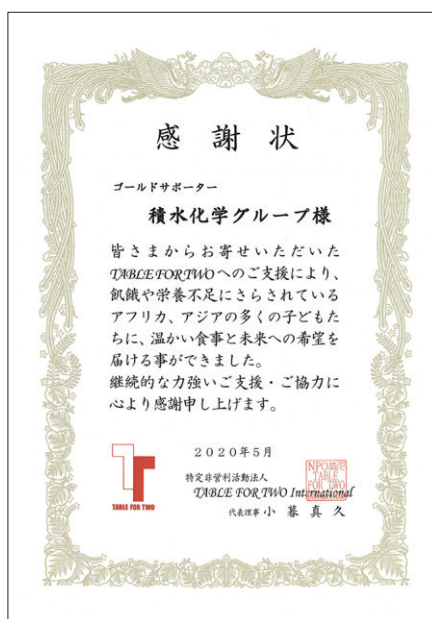 感謝状
ゴールドサポーター
積水化学グループ様
皆さまからお寄せいただいた
TABLE FOR TWOへのご支援により、
飢餓や栄養不足にさらされている
アフリカ、アジアの多くの子どもた
ちに、温かい食事と未来への希望を
届ける事ができました。
継続的な力強いご支援・ご協力に
心より感謝申し上げます。
2020年5月
特定非営利活動法人
TABLE FOR TWO International
代表理事 小暮真久
TABLE FOR TWO
TABLE
FOR TWO